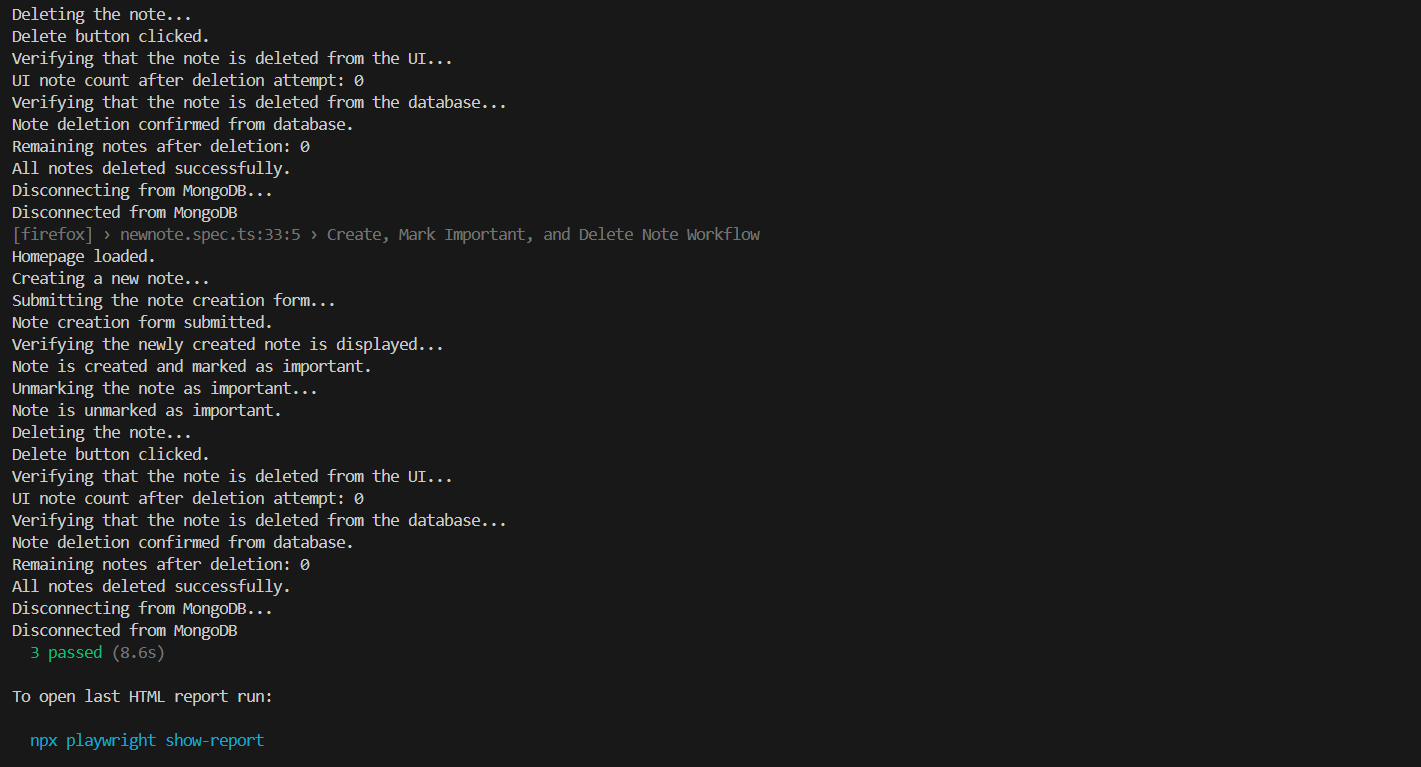 Deleting the note...
Delete button clicked.
Verifying that the note is deleted from the UI...
UI note count after deletion attempt: 0
Verifying that the note is deleted from the database...
Note deletion confirmed from database.
Remaining notes after deletion: 0
All notes deleted successfully.
Disconnecting from MongoDB...
Disconnected from MongoDB
[firefox] › newnote.spec.ts:33:5 › Create, Mark Important, and Delete Note Workflow
Homepage loaded.
Creating a new note...
Submitting the note creation form...
Note creation form submitted.
Verifying the newly created note is displayed...
Note is created and marked as important.
Unmarking the note as important...
Note is unmarked as important.
Deleting the note...
Delete button clicked.
Verifying that the note is deleted from the UI...
UI note count after deletion attempt: 0
Verifying that the note is deleted from the database...
Note deletion confirmed from database.
Remaining notes after deletion: 0
All notes deleted successfully.
Disconnecting from MongoDB...
Disconnected from MongoDB
3 passed (8.6s)
To open last HTML report run:
npx playwright show-report